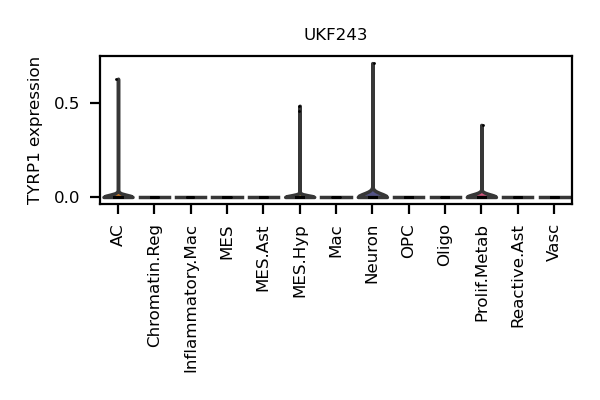 UKF243
TYRP1 expression
0.5
0.0
AC
Chromatin.Reg
Inflammatory.Mac
MES
MES.Ast
MES.Hyp
Mac
Neuron
OPC
Oligo
Prolif.Metab
Reactive.Ast
Vasc